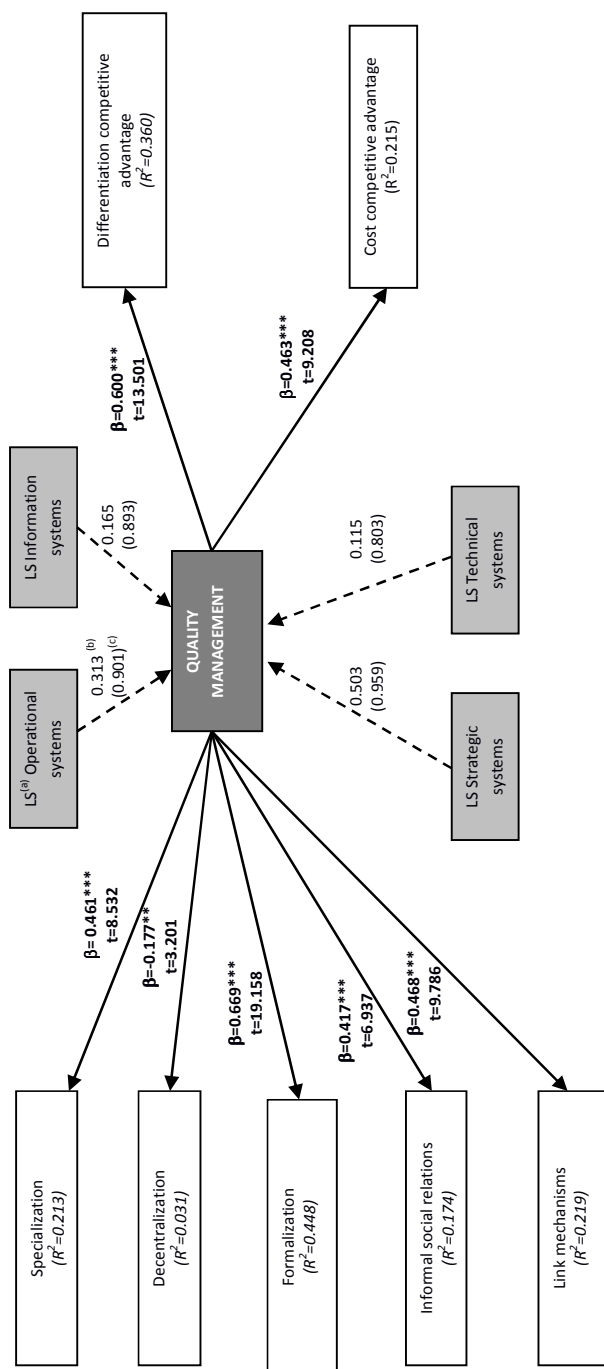 Specialization
(R²=0.213)
Decentralization
(R²=0.031)
Formalization
(R²=0.448)
Informal social relations
(R²=0.174)
Link mechanisms
(R²=0.219)
β= 0.461***
t=8.532
β=-0.177**
t=3.201
β=0.669***
t=19.158
β=0.417***
t=6.937
β=0.468***
t=9.786
LS⁽ᵃ⁾ Operational
systems
0.313 ⁽ᵇ⁾
(0.901)⁽ᶜ⁾
LS Information
systems
0.165
(0.893)
QUALITY
MANAGEMENT
0.503
(0.959)
LS Strategic
systems
0.115
(0.803)
LS Technical
systems
β=0.600***
t=13.501
β=0.463***
t=9.208
Differentiation competitive
advantage
(R²=0.360)
Cost competitive advantage
(R²=0.215)